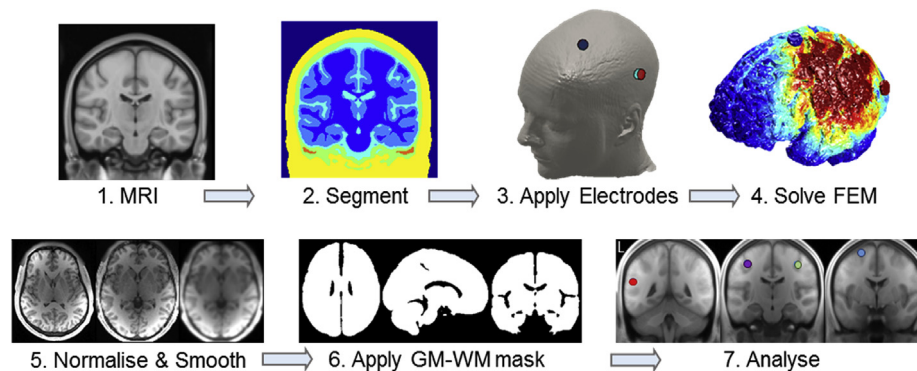 1. MRI
2. Segment
3. Apply Electrodes
4. Solve FEM
L
5. Normalise & Smooth
6. Apply GM-WM mask
7. Analyse